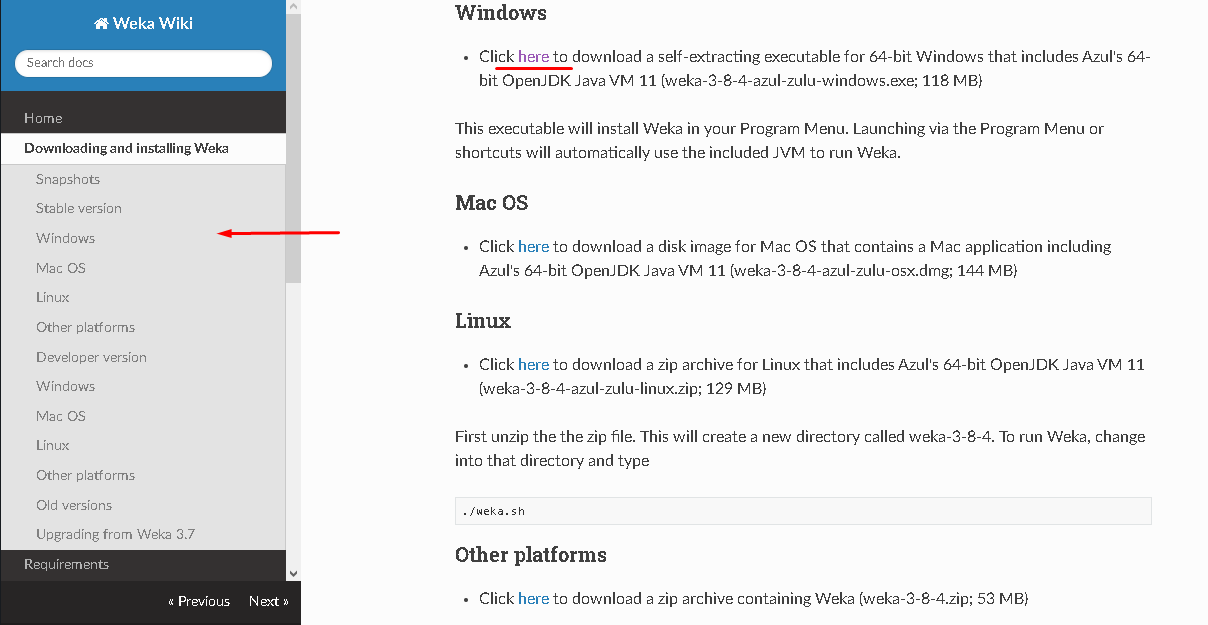 Weka Wiki
Search docs
Home
Downloading and installing Weka
Snapshots
Stable version
Windows
Mac OS
Linux
Other platforms
Developer version
Windows
Mac OS
Linux
Other platforms
Old versions
Upgrading from Weka 3.7
Requirements
« Previous Next »
Windows
• Click here to download a self-extracting executable for 64-bit Windows that includes Azul's 64-
bit OpenJDK Java VM 11 (weka-3-8-4-azul-zulu-windows.exe; 118 MB)
This executable will install Weka in your Program Menu. Launching via the Program Menu or
shortcuts will automatically use the included JVM to run Weka.
Mac OS
• Click here to download a disk image for Mac OS that contains a Mac application including
Azul's 64-bit OpenJDK Java VM 11 (weka-3-8-4-azul-zulu-osx.dmg; 144 MB)
Linux
• Click here to download a zip archive for Linux that includes Azul's 64-bit OpenJDK Java VM 11
(weka-3-8-4-azul-zulu-linux.zip; 129 MB)
First unzip the the zip file. This will create a new directory called weka-3-8-4. To run Weka, change
into that directory and type
./weka.sh
Other platforms
• Click here to download a zip archive containing Weka (weka-3-8-4.zip; 53 MB)